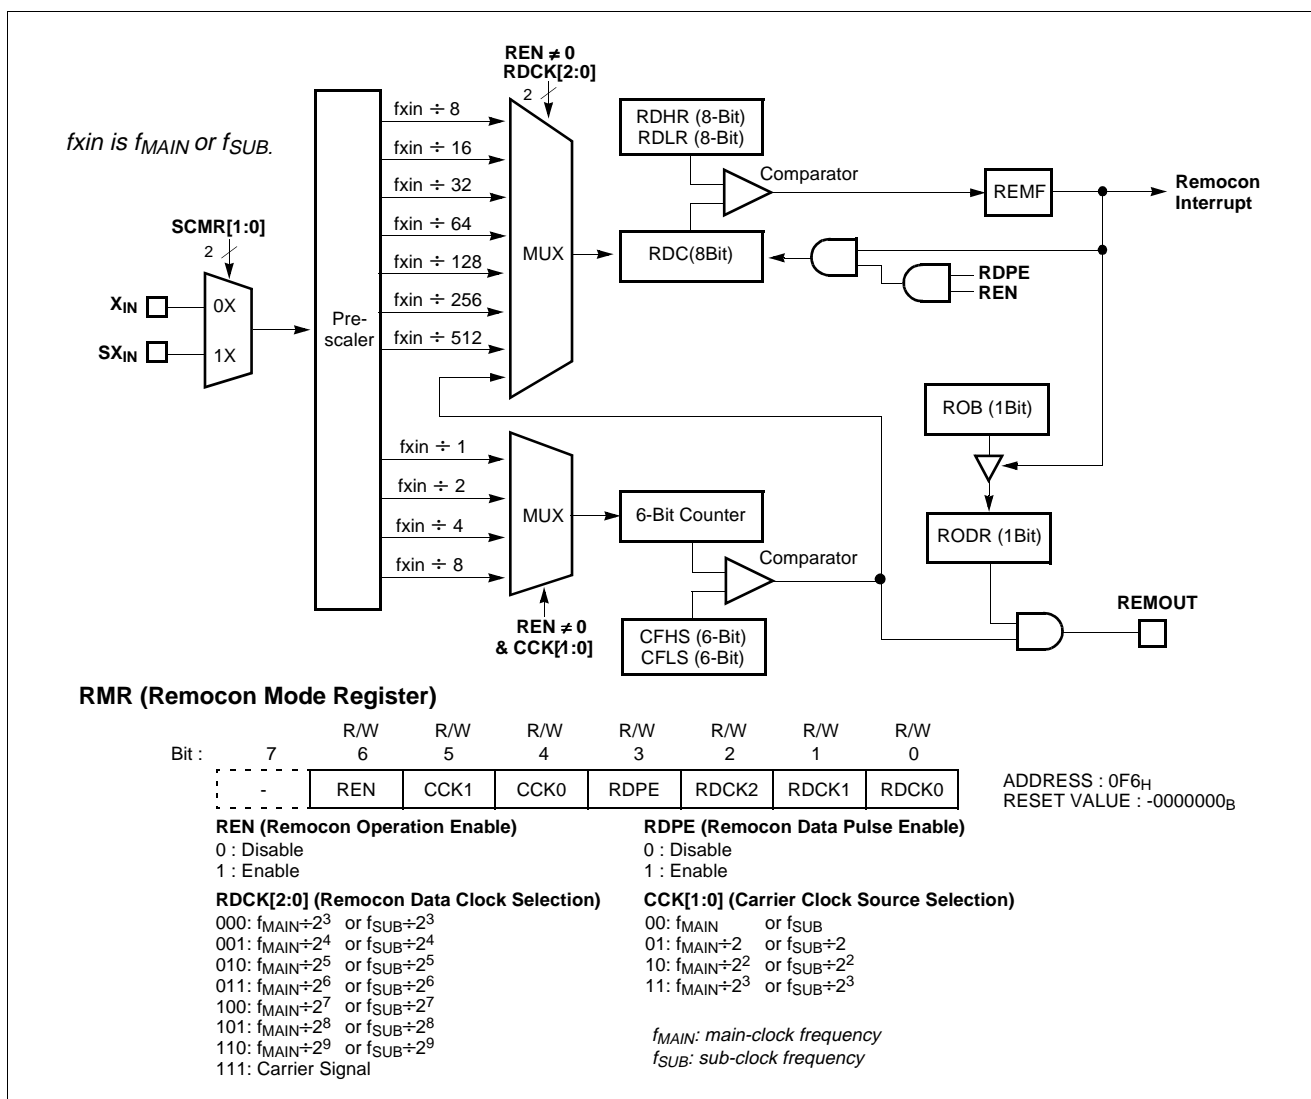 REN ≠ 0
RDCK[2:0]
2
fxin is fMAIN or fSUB.
SCMR[1:0]
2
XIN
0X
SXIN
1X
Pre-
scaler
fxin ÷ 8
fxin ÷ 16
fxin ÷ 32
fxin ÷ 64
fxin ÷ 128
fxin ÷ 256
fxin ÷ 512
MUX
RDHR (8-Bit)
RDLR (8-Bit)
Comparator
REMF
Remocon
Interrupt
RDC(8Bit)
RDPE
REN
ROB (1Bit)
RODR (1Bit)
fxin ÷ 1
fxin ÷ 2
fxin ÷ 4
fxin ÷ 8
MUX
6-Bit Counter
Comparator
REN ≠ 0
& CCK[1:0]
CFHS (6-Bit)
CFLS (6-Bit)
REMOUT
RMR (Remocon Mode Register)
R/W R/W R/W R/W R/W R/W R/W
Bit : 7 6 5 4 3 2 1 0
- REN CCK1 CCK0 RDPE RDCK2 RDCK1 RDCK0
ADDRESS : 0F6H
RESET VALUE : -0000000B
REN (Remocon Operation Enable)
0 : Disable
1 : Enable
RDCK[2:0] (Remocon Data Clock Selection)
000: fMAIN÷2³ or fSUB÷2³
001: fMAIN÷2⁴ or fSUB÷2⁴
010: fMAIN÷2⁵ or fSUB÷2⁵
011: fMAIN÷2⁶ or fSUB÷2⁶
100: fMAIN÷2⁷ or fSUB÷2⁷
101: fMAIN÷2⁸ or fSUB÷2⁸
110: fMAIN÷2⁹ or fSUB÷2⁹
111: Carrier Signal
RDPE (Remocon Data Pulse Enable)
0 : Disable
1 : Enable
CCK[1:0] (Carrier Clock Source Selection)
00: fMAIN or fSUB
01: fMAIN÷2 or fSUB÷2
10: fMAIN÷2² or fSUB÷2²
11: fMAIN÷2³ or fSUB÷2³
fMAIN: main-clock frequency
fSUB: sub-clock frequency